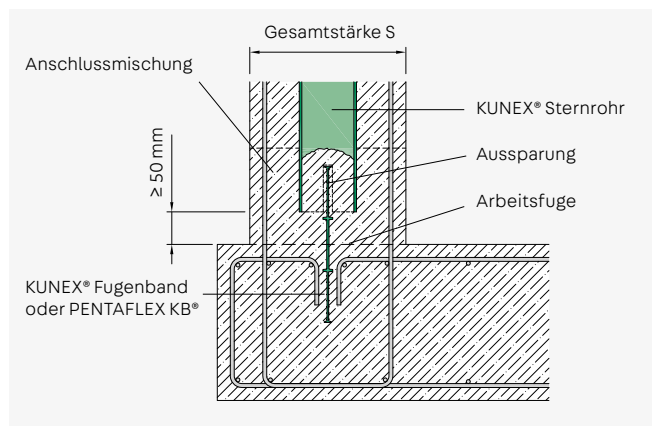 Gesamtstärke S
Anschlussmischung
KUNEX® Sternrohr
Aussparung
≥ 50 mm
Arbeitsfuge
KUNEX® Fugenband
oder PENTAFLEX KB®